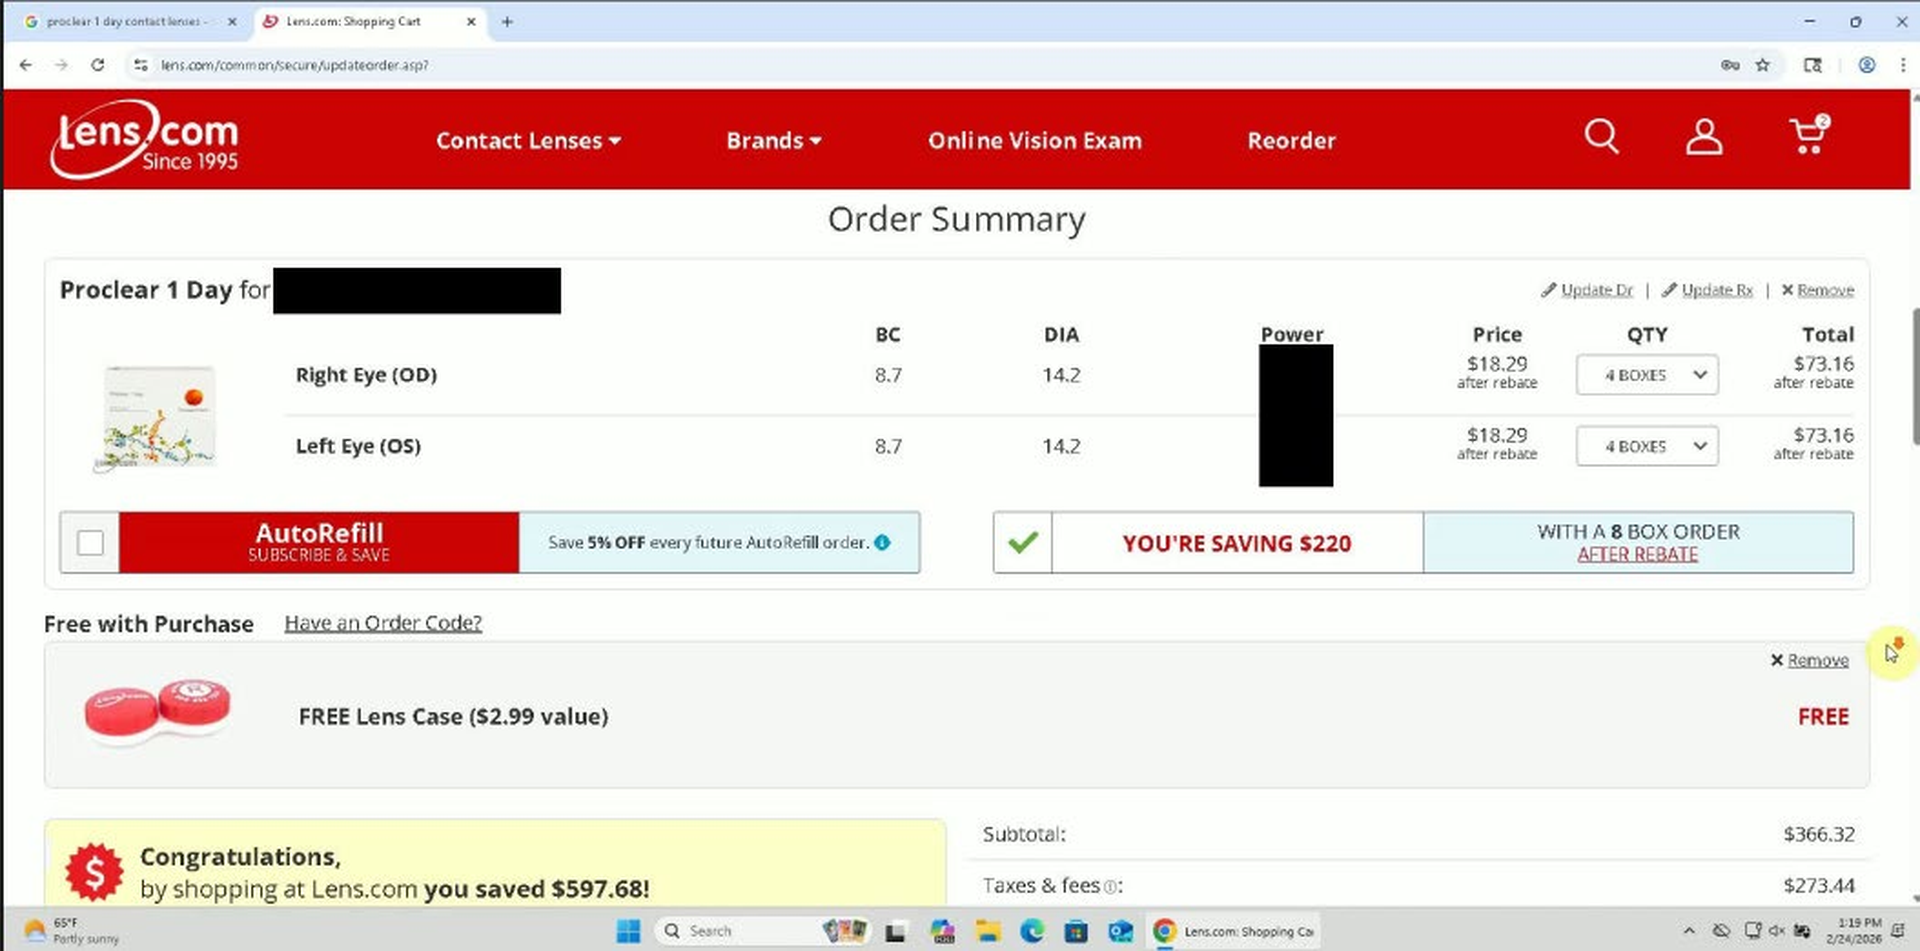 proclear 1 day contact lenses -
Lens.com: Shopping Cart
lens.com/common/secure/updateorder.asp?
Lens.com
Since 1995
Contact Lenses
Brands
Online Vision Exam
Reorder
2
Order Summary
Proclear 1 Day for
Update Dr | Update Rx | Remove
BC DIA Power Price QTY Total
Right Eye (OD) 8.7 14.2 $18.29 4 BOXES $73.16
after rebate after rebate
Left Eye (OS) 8.7 14.2 $18.29 4 BOXES $73.16
after rebate after rebate
AutoRefill
SUBSCRIBE & SAVE
Save 5% OFF every future AutoRefill order.
YOU'RE SAVING $220
WITH A 8 BOX ORDER
AFTER REBATE
Free with Purchase Have an Order Code?
Remove
FREE Lens Case ($2.99 value) FREE
Congratulations,
by shopping at Lens.com you saved $597.68!
Subtotal: $366.32
Taxes & fees: $273.44
65°F
Partly sunny
Search
Lens.com: Shopping Ca
1:19 PM
2/24/2026